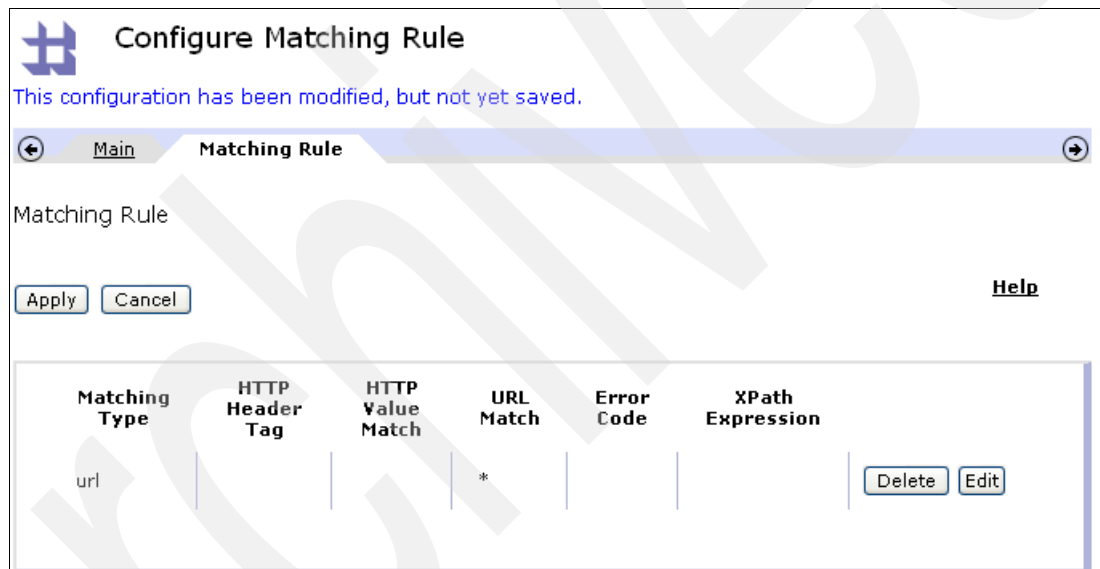 Configure Matching Rule
This configuration has been modified, but not yet saved.
Main Matching Rule
Matching Rule
Help
Apply Cancel
Matching Type HTTP Header Tag HTTP Value Match URL Match Error Code XPath Expression
url * Delete Edit